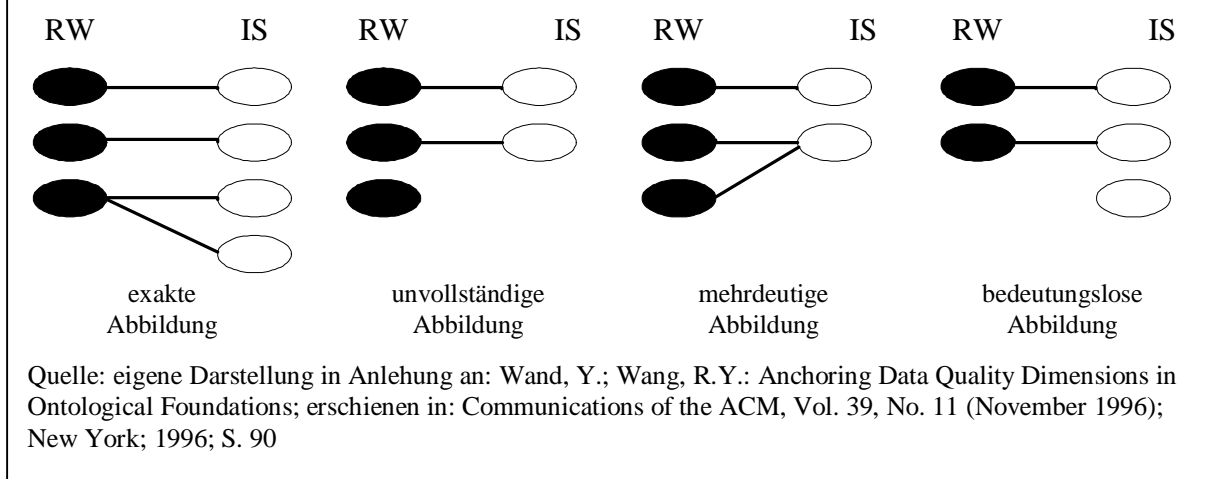 RW IS RW IS RW IS RW IS
exakte
Abbildung
unvollständige
Abbildung
mehrdeutige
Abbildung
bedeutungslose
Abbildung
Quelle: eigene Darstellung in Anlehung an: Wand, Y.; Wang, R.Y.: Anchoring Data Quality Dimensions in
Ontological Foundations; erschienen in: Communications of the ACM, Vol. 39, No. 11 (November 1996);
New York; 1996; S. 90